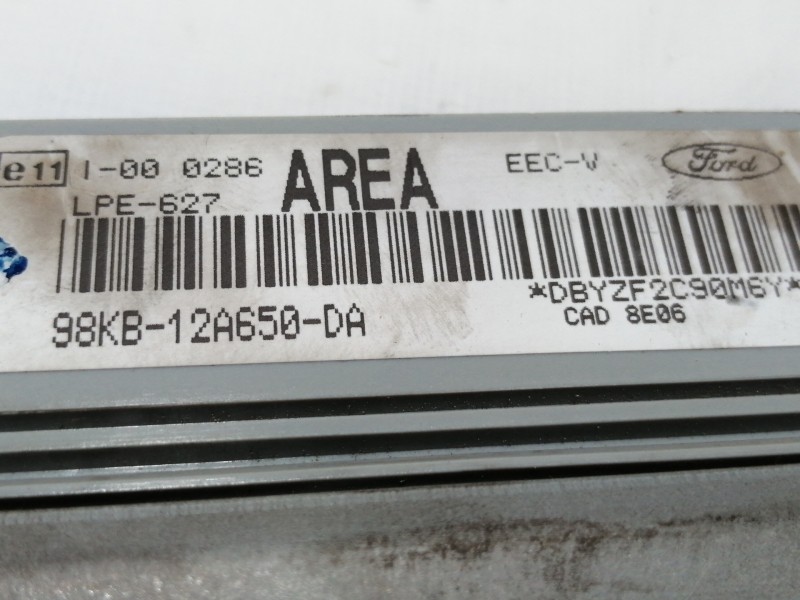 e11 I-00 0286 AREA EEC-V Ford
LPE-627
*DBYZF2C90M6Y*
98KB-12A650-DA CAD 8E06